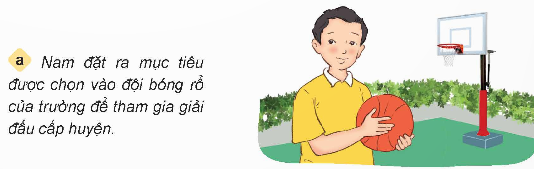 a Nam đặt ra mục tiêu
được chọn vào đội bóng rổ
của trường để tham gia giải
đấu cấp huyện.